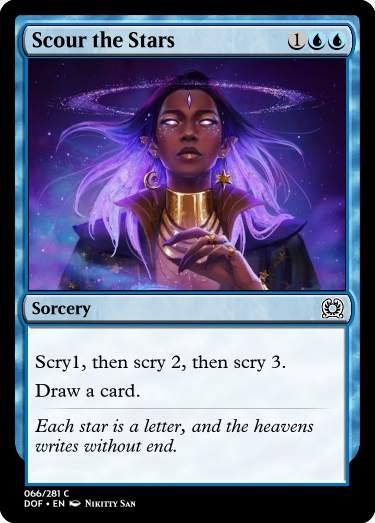 Scour the Stars 1
Sorcery
Scry1, then scry 2, then scry 3.
Draw a card.
Each star is a letter, and the heavens
writes without end.
066/281 C
DOF • EN Nikitty San